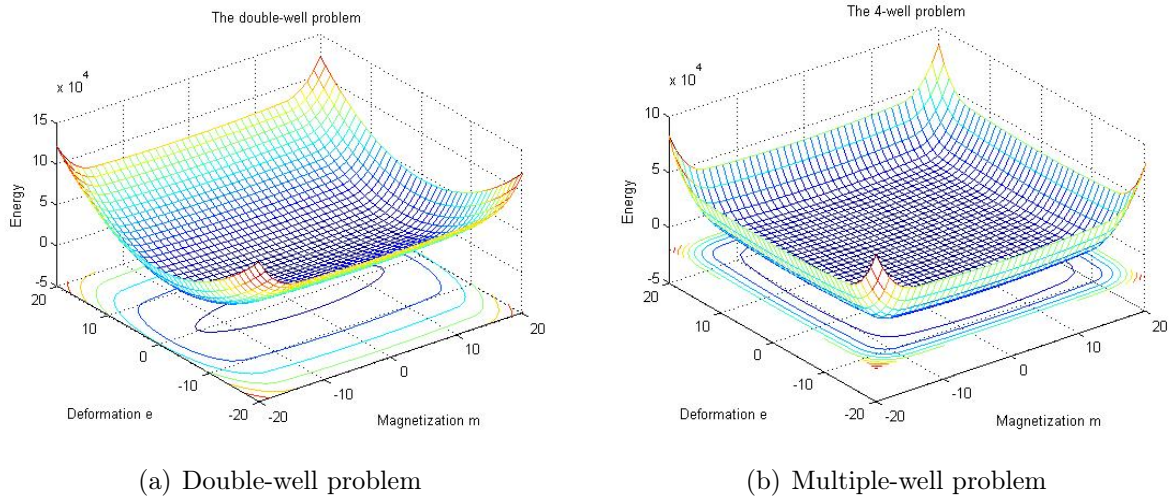 The double-well problem
x 10^4
15
10
5
0
-5
Energy
20
10
0
-10
-20
Deformation e
-20
-10
0
10
20
Magnetization m
(a) Double-well problem
The 4-well problem
x 10^4
10
5
0
-5
Energy
20
10
0
-10
-20
Deformation e
-20
-10
0
10
20
Magnetization m
(b) Multiple-well problem